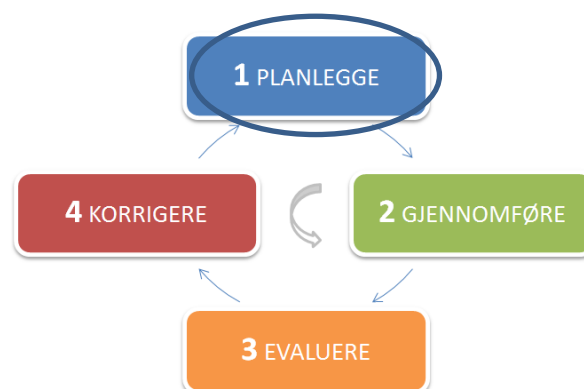 1 PLANLEGGE
2 GJENNOMFØRE
3 EVALUERE
4 KORRIGERE